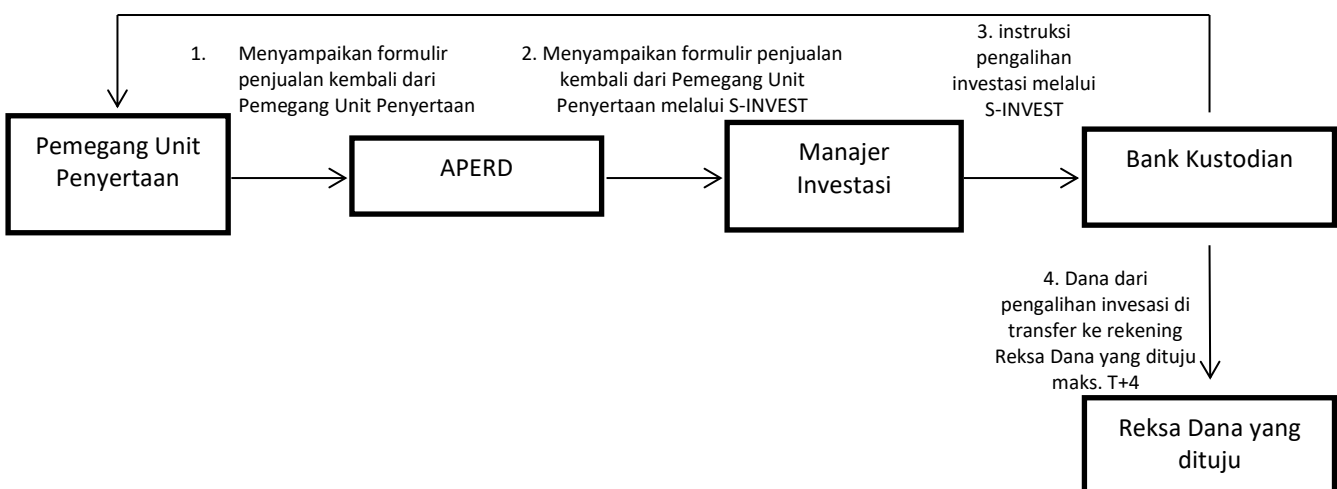 1. Menyampaikan formulir
penjualan kembali dari
Pemegang Unit Penyertaan
2. Menyampaikan formulir penjualan
kembali dari Pemegang Unit
Penyertaan melalui S-INVEST
3. instruksi
pengalihan
investasi melalui
S-INVEST
Pemegang Unit
Penyertaan
APERD
Manajer
Investasi
Bank Kustodian
4. Dana dari
pengalihan invesasi di
transfer ke rekening
Reksa Dana yang dituju
maks. T+4
Reksa Dana yang
dituju